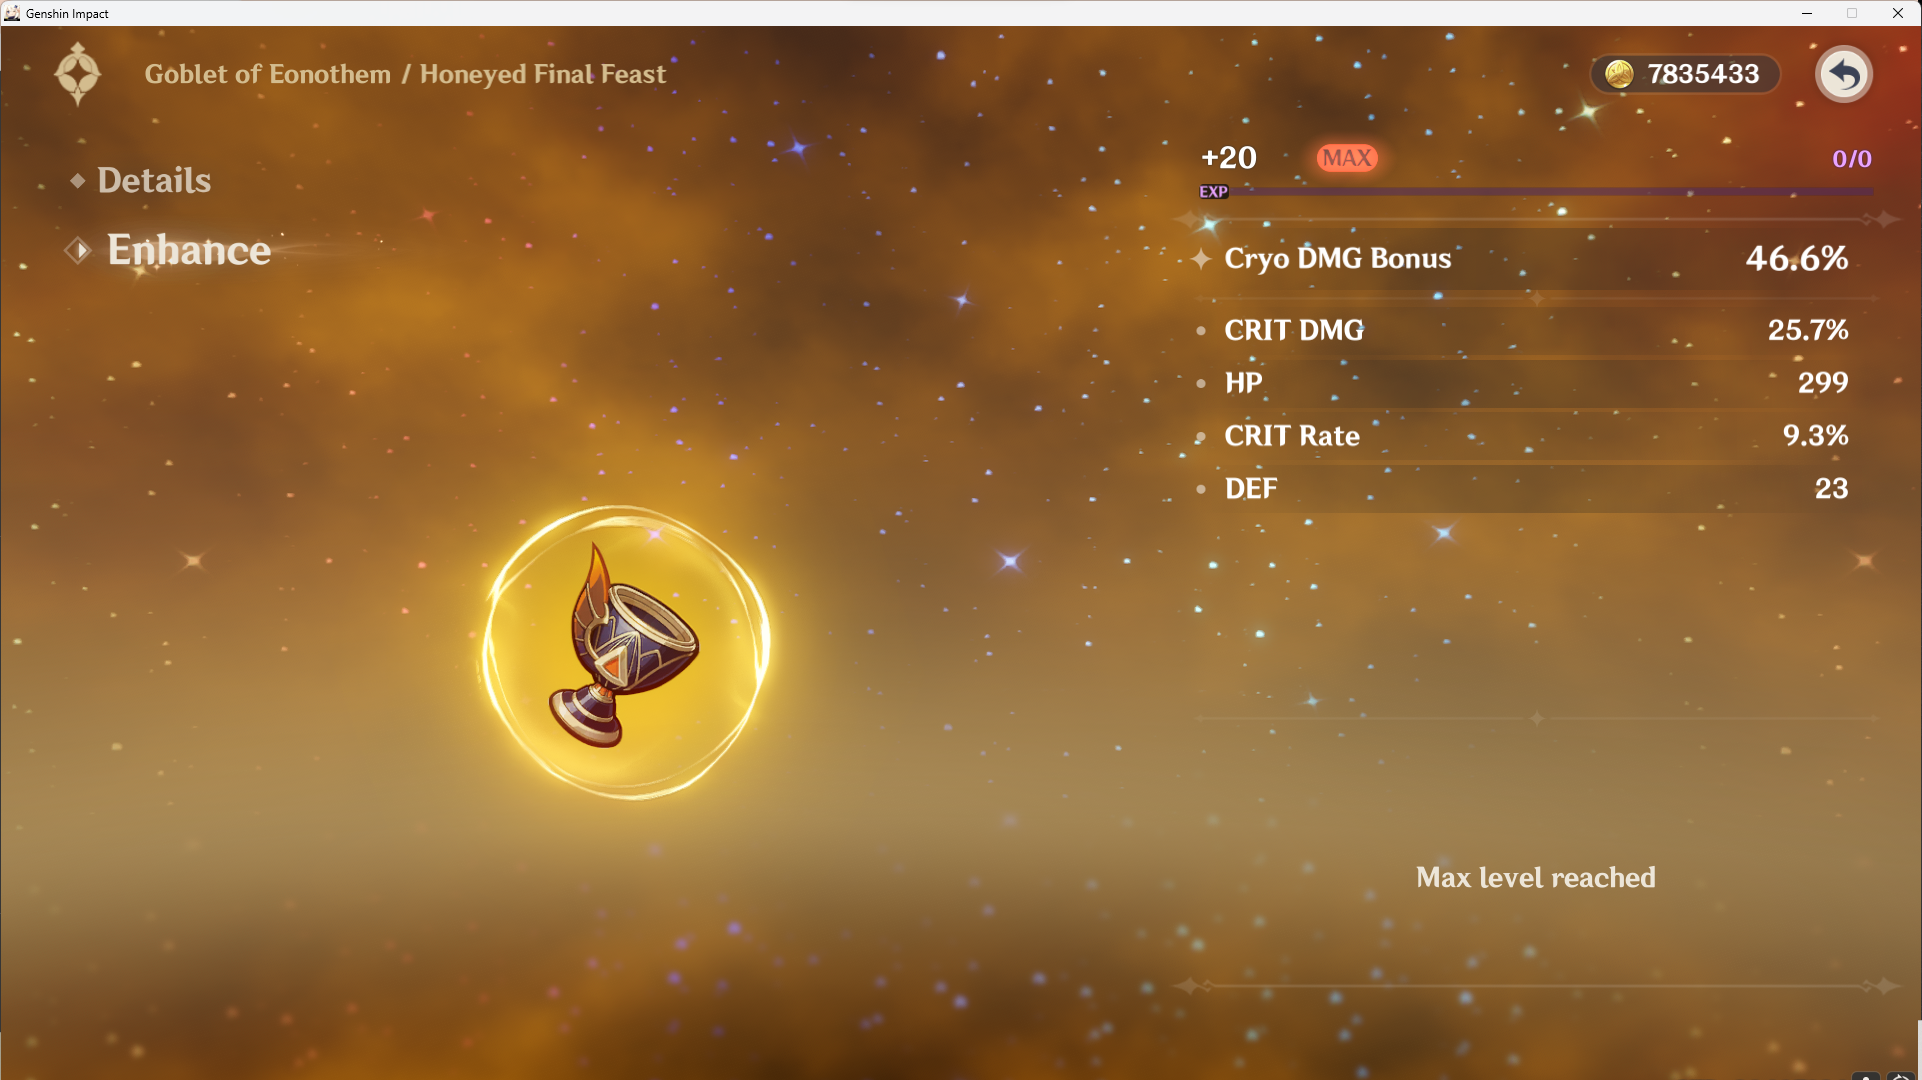 Genshin Impact
Goblet of Eonothem / Honeyed Final Feast
7835433
Details
Enhance
+20 MAX 0/0
EXP
Cryo DMG Bonus 46.6%
CRIT DMG 25.7%
HP 299
CRIT Rate 9.3%
DEF 23
Max level reached